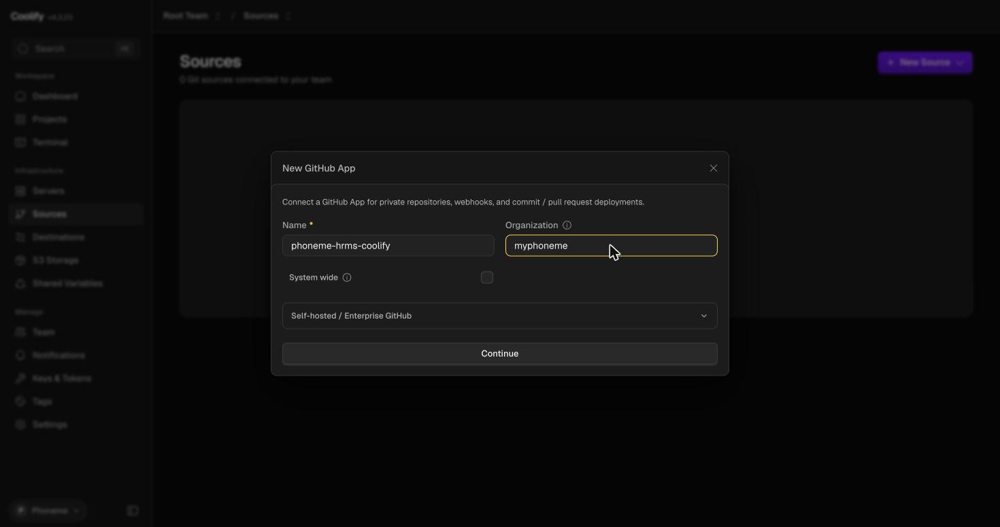 Coolify v4.3.20
Root Team / Sources
Search
Sources
New Source
0 Git sources connected to your team
Workspace
Dashboard
Projects
Terminal
Infrastructure
Servers
Sources
Destinations
S3 Storage
Shared Variables
Manage
Team
Notifications
Keys & Tokens
Tags
Settings
P Phoneme
New GitHub App
Connect a GitHub App for private repositories, webhooks, and commit / pull request deployments.
Name *
Organization
phoneme-hrms-coolify
myphoneme
System wide
Self-hosted / Enterprise GitHub
Continue